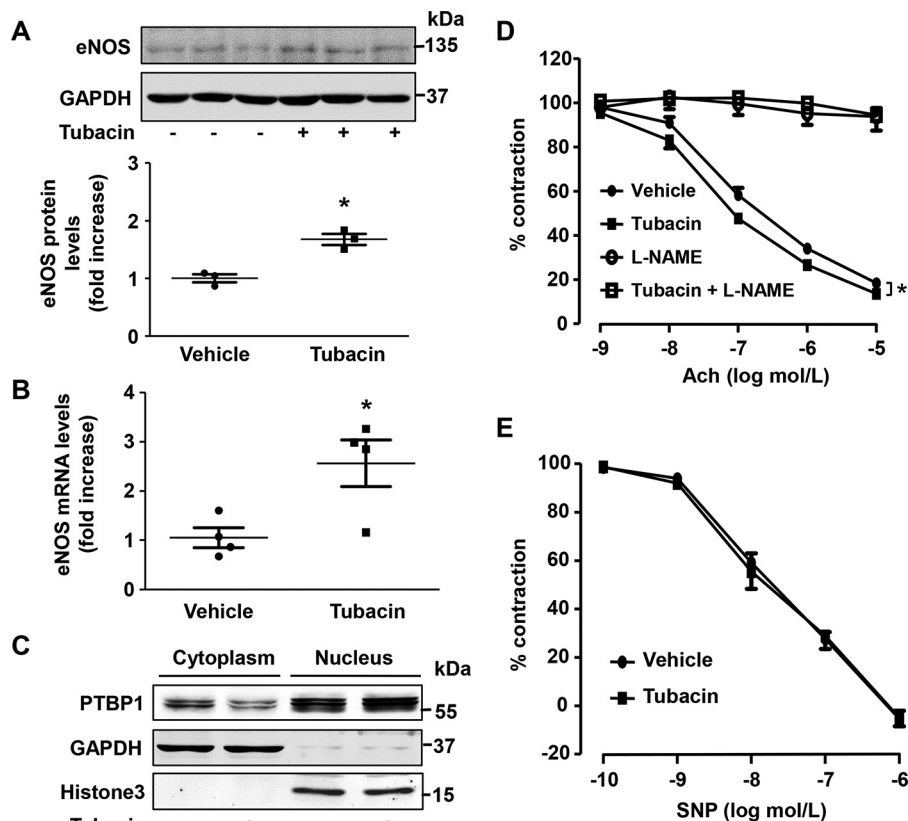 A
kDa
eNOS
135
GAPDH
37
Tubacin - - - + + +
eNOS protein
levels
(fold increase)
3
2
1
0
*
Vehicle Tubacin
B
eNOS mRNA levels
(fold increase)
4
3
2
1
0
*
Vehicle Tubacin
C
Cytoplasm Nucleus kDa
PTBP1
55
GAPDH
37
Histone3
15
D
% contraction
120
100
80
60
40
20
0
Vehicle
Tubacin
L-NAME
Tubacin + L-NAME
*
-9 -8 -7 -6 -5
Ach (log mol/L)
E
% contraction
100
80
60
40
20
0
-20
Vehicle
Tubacin
-10 -9 -8 -7 -6
SNP (log mol/L)